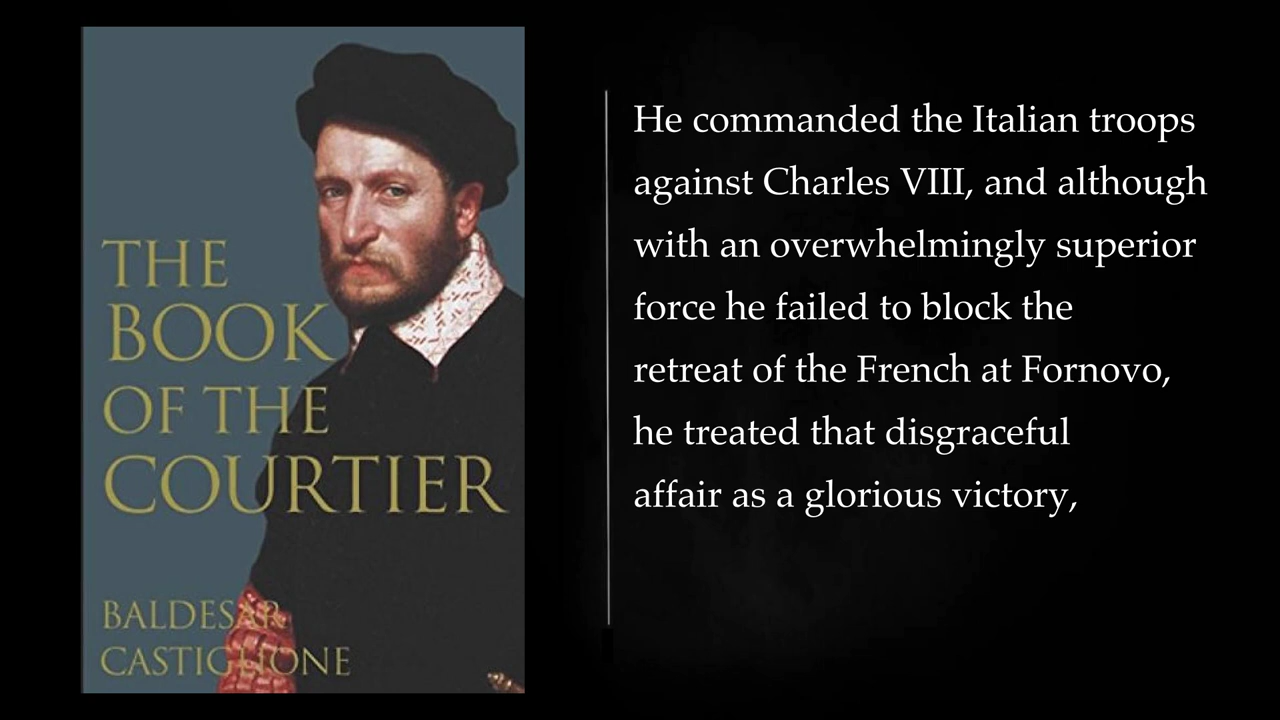 THE
BOOK
OF THE
COURTIER
BALDESAR
CASTIGLIONE
He commanded the Italian troops
against Charles VIII, and although
with an overwhelmingly superior
force he failed to block the
retreat of the French at Fornovo,
he treated that disgraceful
affair as a glorious victory,